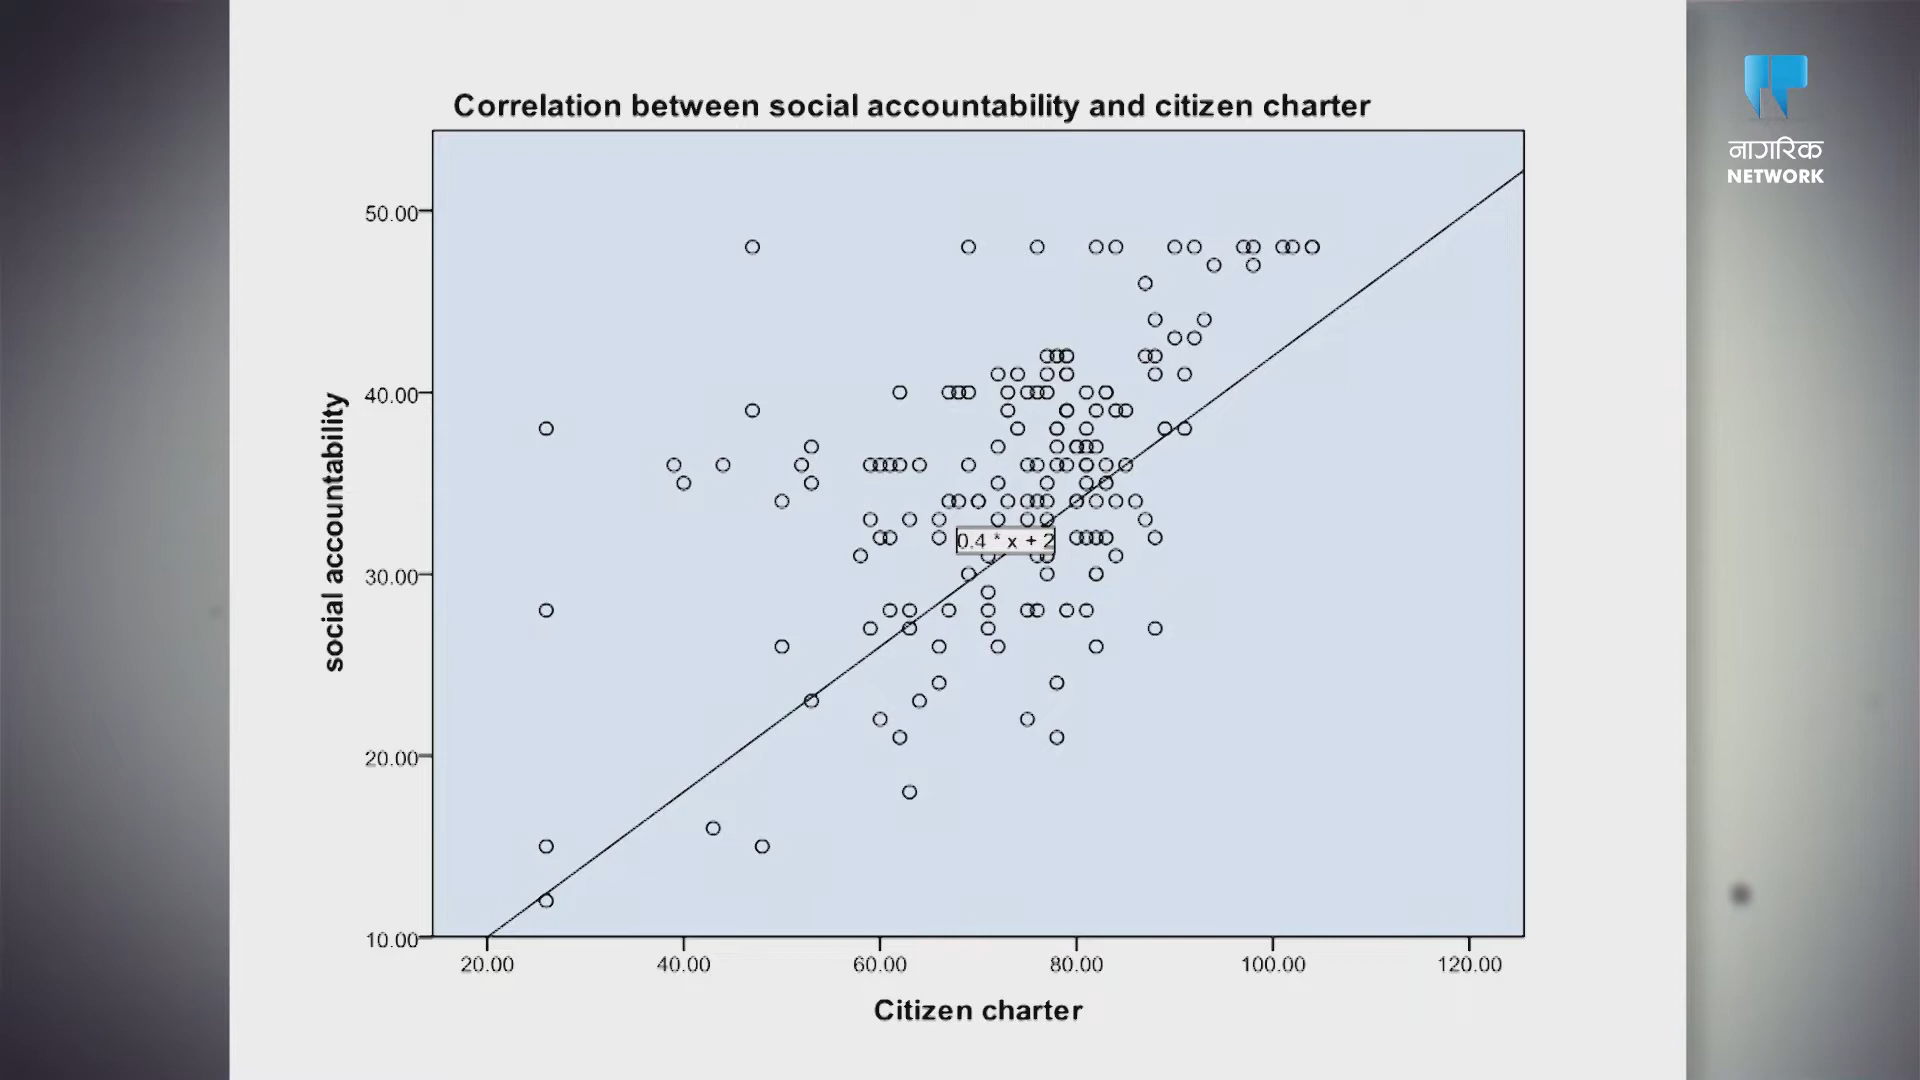 Correlation between social accountability and citizen charter
नागरिक
NETWORK
50.00
40.00
30.00
20.00
10.00
social accountability
0.4 * x + 2
20.00 40.00 60.00 80.00 100.00 120.00
Citizen charter